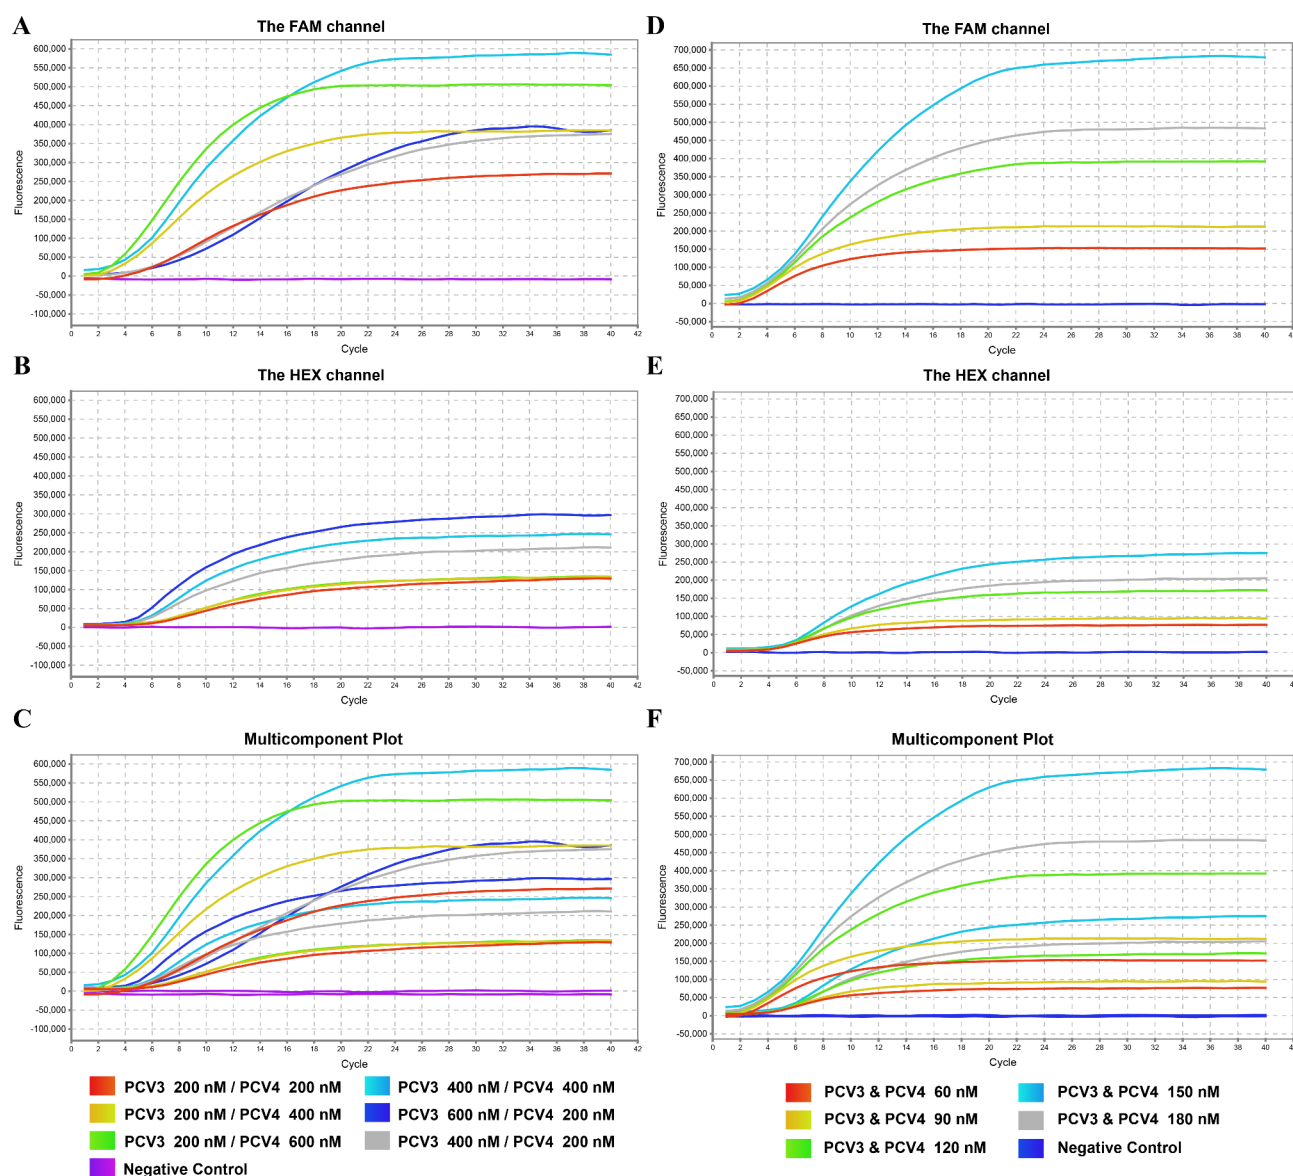 A
The FAM channel
600,000
550,000
500,000
450,000
400,000
350,000
300,000
250,000
200,000
150,000
100,000
50,000
0
-50,000
-100,000
Fluorescence
0 2 4 6 8 10 12 14 16 18 20 22 24 26 28 30 32 34 36 38 40 42
Cycle
B
The HEX channel
600,000
550,000
500,000
450,000
400,000
350,000
300,000
250,000
200,000
150,000
100,000
50,000
0
-50,000
-100,000
Fluorescence
0 2 4 6 8 10 12 14 16 18 20 22 24 26 28 30 32 34 36 38 40 42
Cycle
C
Multicomponent Plot
600,000
550,000
500,000
450,000
400,000
350,000
300,000
250,000
200,000
150,000
100,000
50,000
0
-50,000
-100,000
Fluorescence
0 2 4 6 8 10 12 14 16 18 20 22 24 26 28 30 32 34 36 38 40 42
Cycle
PCV3 200 nM / PCV4 200 nM
PCV3 200 nM / PCV4 400 nM
PCV3 200 nM / PCV4 600 nM
Negative Control
PCV3 400 nM / PCV4 400 nM
PCV3 600 nM / PCV4 200 nM
PCV3 400 nM / PCV4 200 nM
D
The FAM channel
700,000
650,000
600,000
550,000
500,000
450,000
400,000
350,000
300,000
250,000
200,000
150,000
100,000
50,000
0
-50,000
Fluorescence
0 2 4 6 8 10 12 14 16 18 20 22 24 26 28 30 32 34 36 38 40
Cycle
E
The HEX channel
700,000
650,000
600,000
550,000
500,000
450,000
400,000
350,000
300,000
250,000
200,000
150,000
100,000
50,000
0
-50,000
Fluorescence
0 2 4 6 8 10 12 14 16 18 20 22 24 26 28 30 32 34 36 38 40
Cycle
F
Multicomponent Plot
700,000
650,000
600,000
550,000
500,000
450,000
400,000
350,000
300,000
250,000
200,000
150,000
100,000
50,000
0
-50,000
Fluorescence
0 2 4 6 8 10 12 14 16 18 20 22 24 26 28 30 32 34 36 38 40
Cycle
PCV3 & PCV4 60 nM
PCV3 & PCV4 90 nM
PCV3 & PCV4 120 nM
PCV3 & PCV4 150 nM
PCV3 & PCV4 180 nM
Negative Control